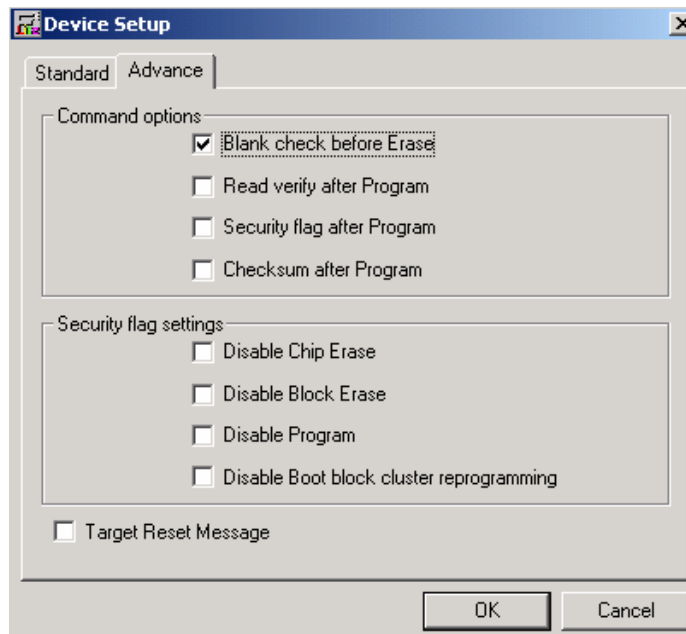 Device Setup
Standard Advance
Command options
Blank check before Erase
Read verify after Program
Security flag after Program
Checksum after Program
Security flag settings
Disable Chip Erase
Disable Block Erase
Disable Program
Disable Boot block cluster reprogramming
Target Reset Message
OK Cancel